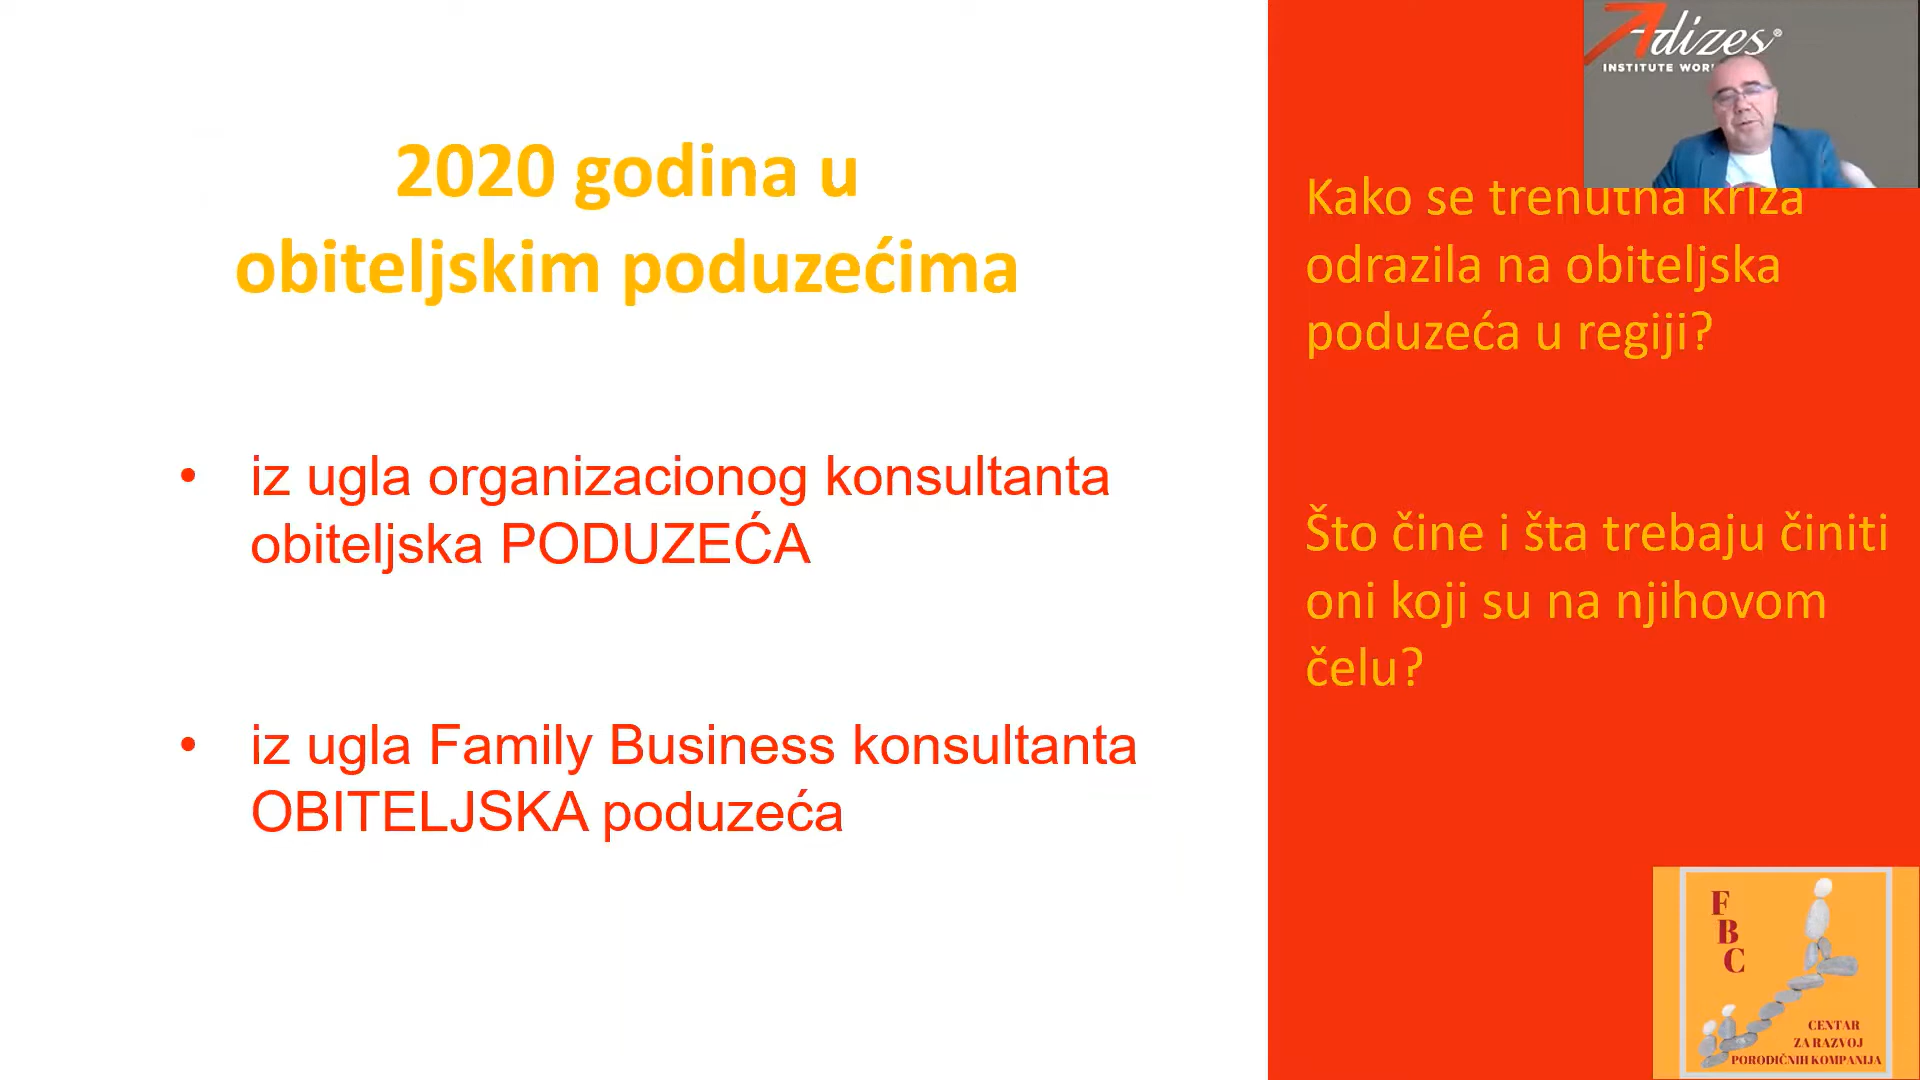 2020 godina u
obiteljskim poduzećima
• iz ugla organizacionog konsultanta
obiteljska PODUZEĆA
• iz ugla Family Business konsultanta
OBITELJSKA poduzeća
Adizes®
INSTITUTE
Kako se trenutna kriza
odrazila na obiteljska
poduzeća u regiji?
Što čine i šta trebaju činiti
oni koji su na njihovom
čelu?
F
B
C
CENTAR
ZA RAZVOJ
PORODIČNIH KOMPANIJA